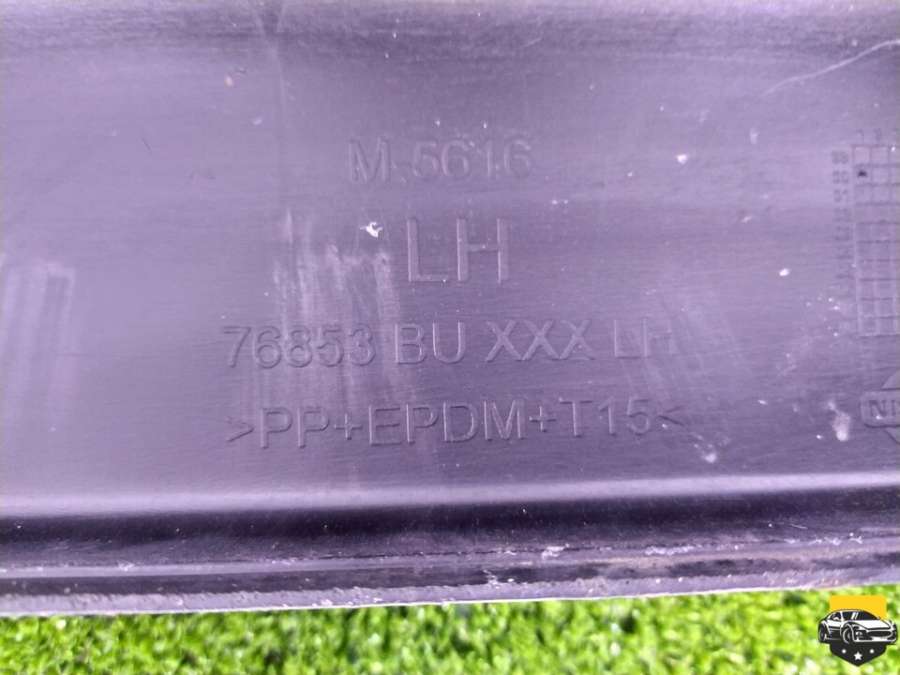 M 5616
LH
76853 BU XXX LH
>PP+EPDM+T15<